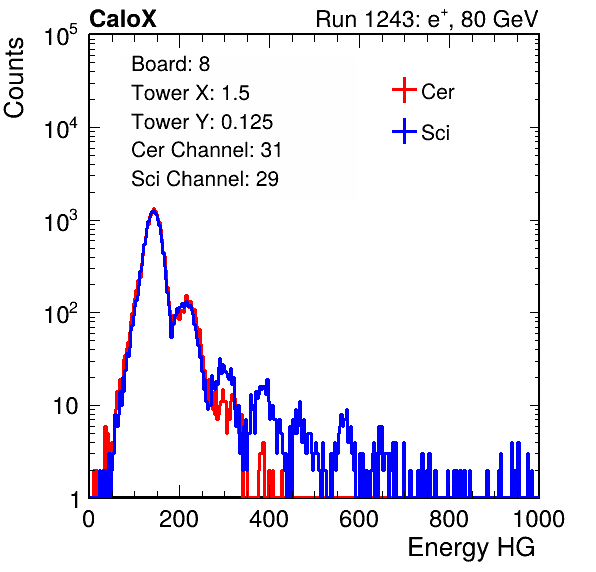 CaloX Run 1243: e⁺, 80 GeV
Counts
10⁵
10⁴
10³
10²
10
1
Board: 8
Tower X: 1.5
Tower Y: 0.125
Cer Channel: 31
Sci Channel: 29
Cer
Sci
0 200 400 600 800 1000
Energy HG